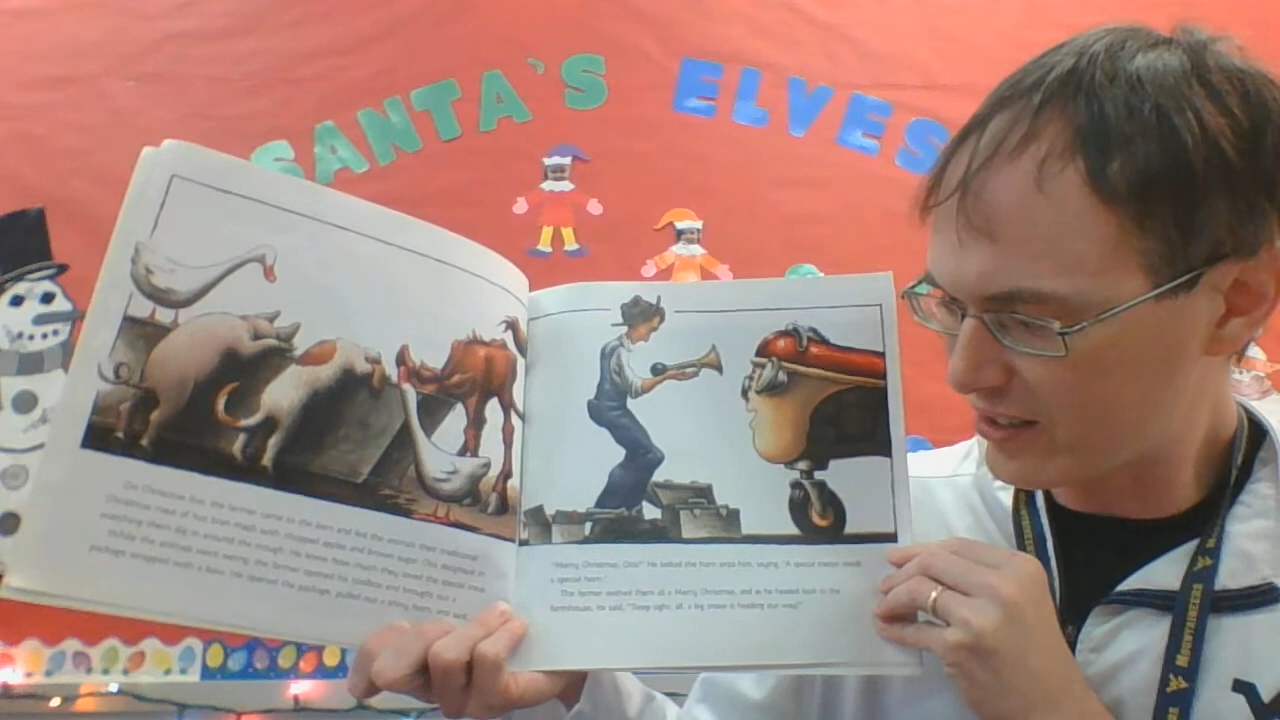 SANTA'S ELVES
On Christmas Eve, the farmer came to the barn and fed the animals their traditional
Christmas treat of hot bran mash with chopped apples and brown sugar. Otis delighted in
watching them dig in around the trough. He knew how much they loved the special treat.
While the animals were eating, the farmer opened his toolbox and brought out a
package wrapped with a bow. He opened the package, pulled out a shiny horn, and said,
"Merry Christmas, Otis!" He bolted the horn onto him, saying, "A special tractor needs
a special horn."
The farmer wished them all a Merry Christmas, and as he headed back to the
farmhouse, he said, "Sleep tight, all, a big snow is heading our way!"
MOUNTAINEERS